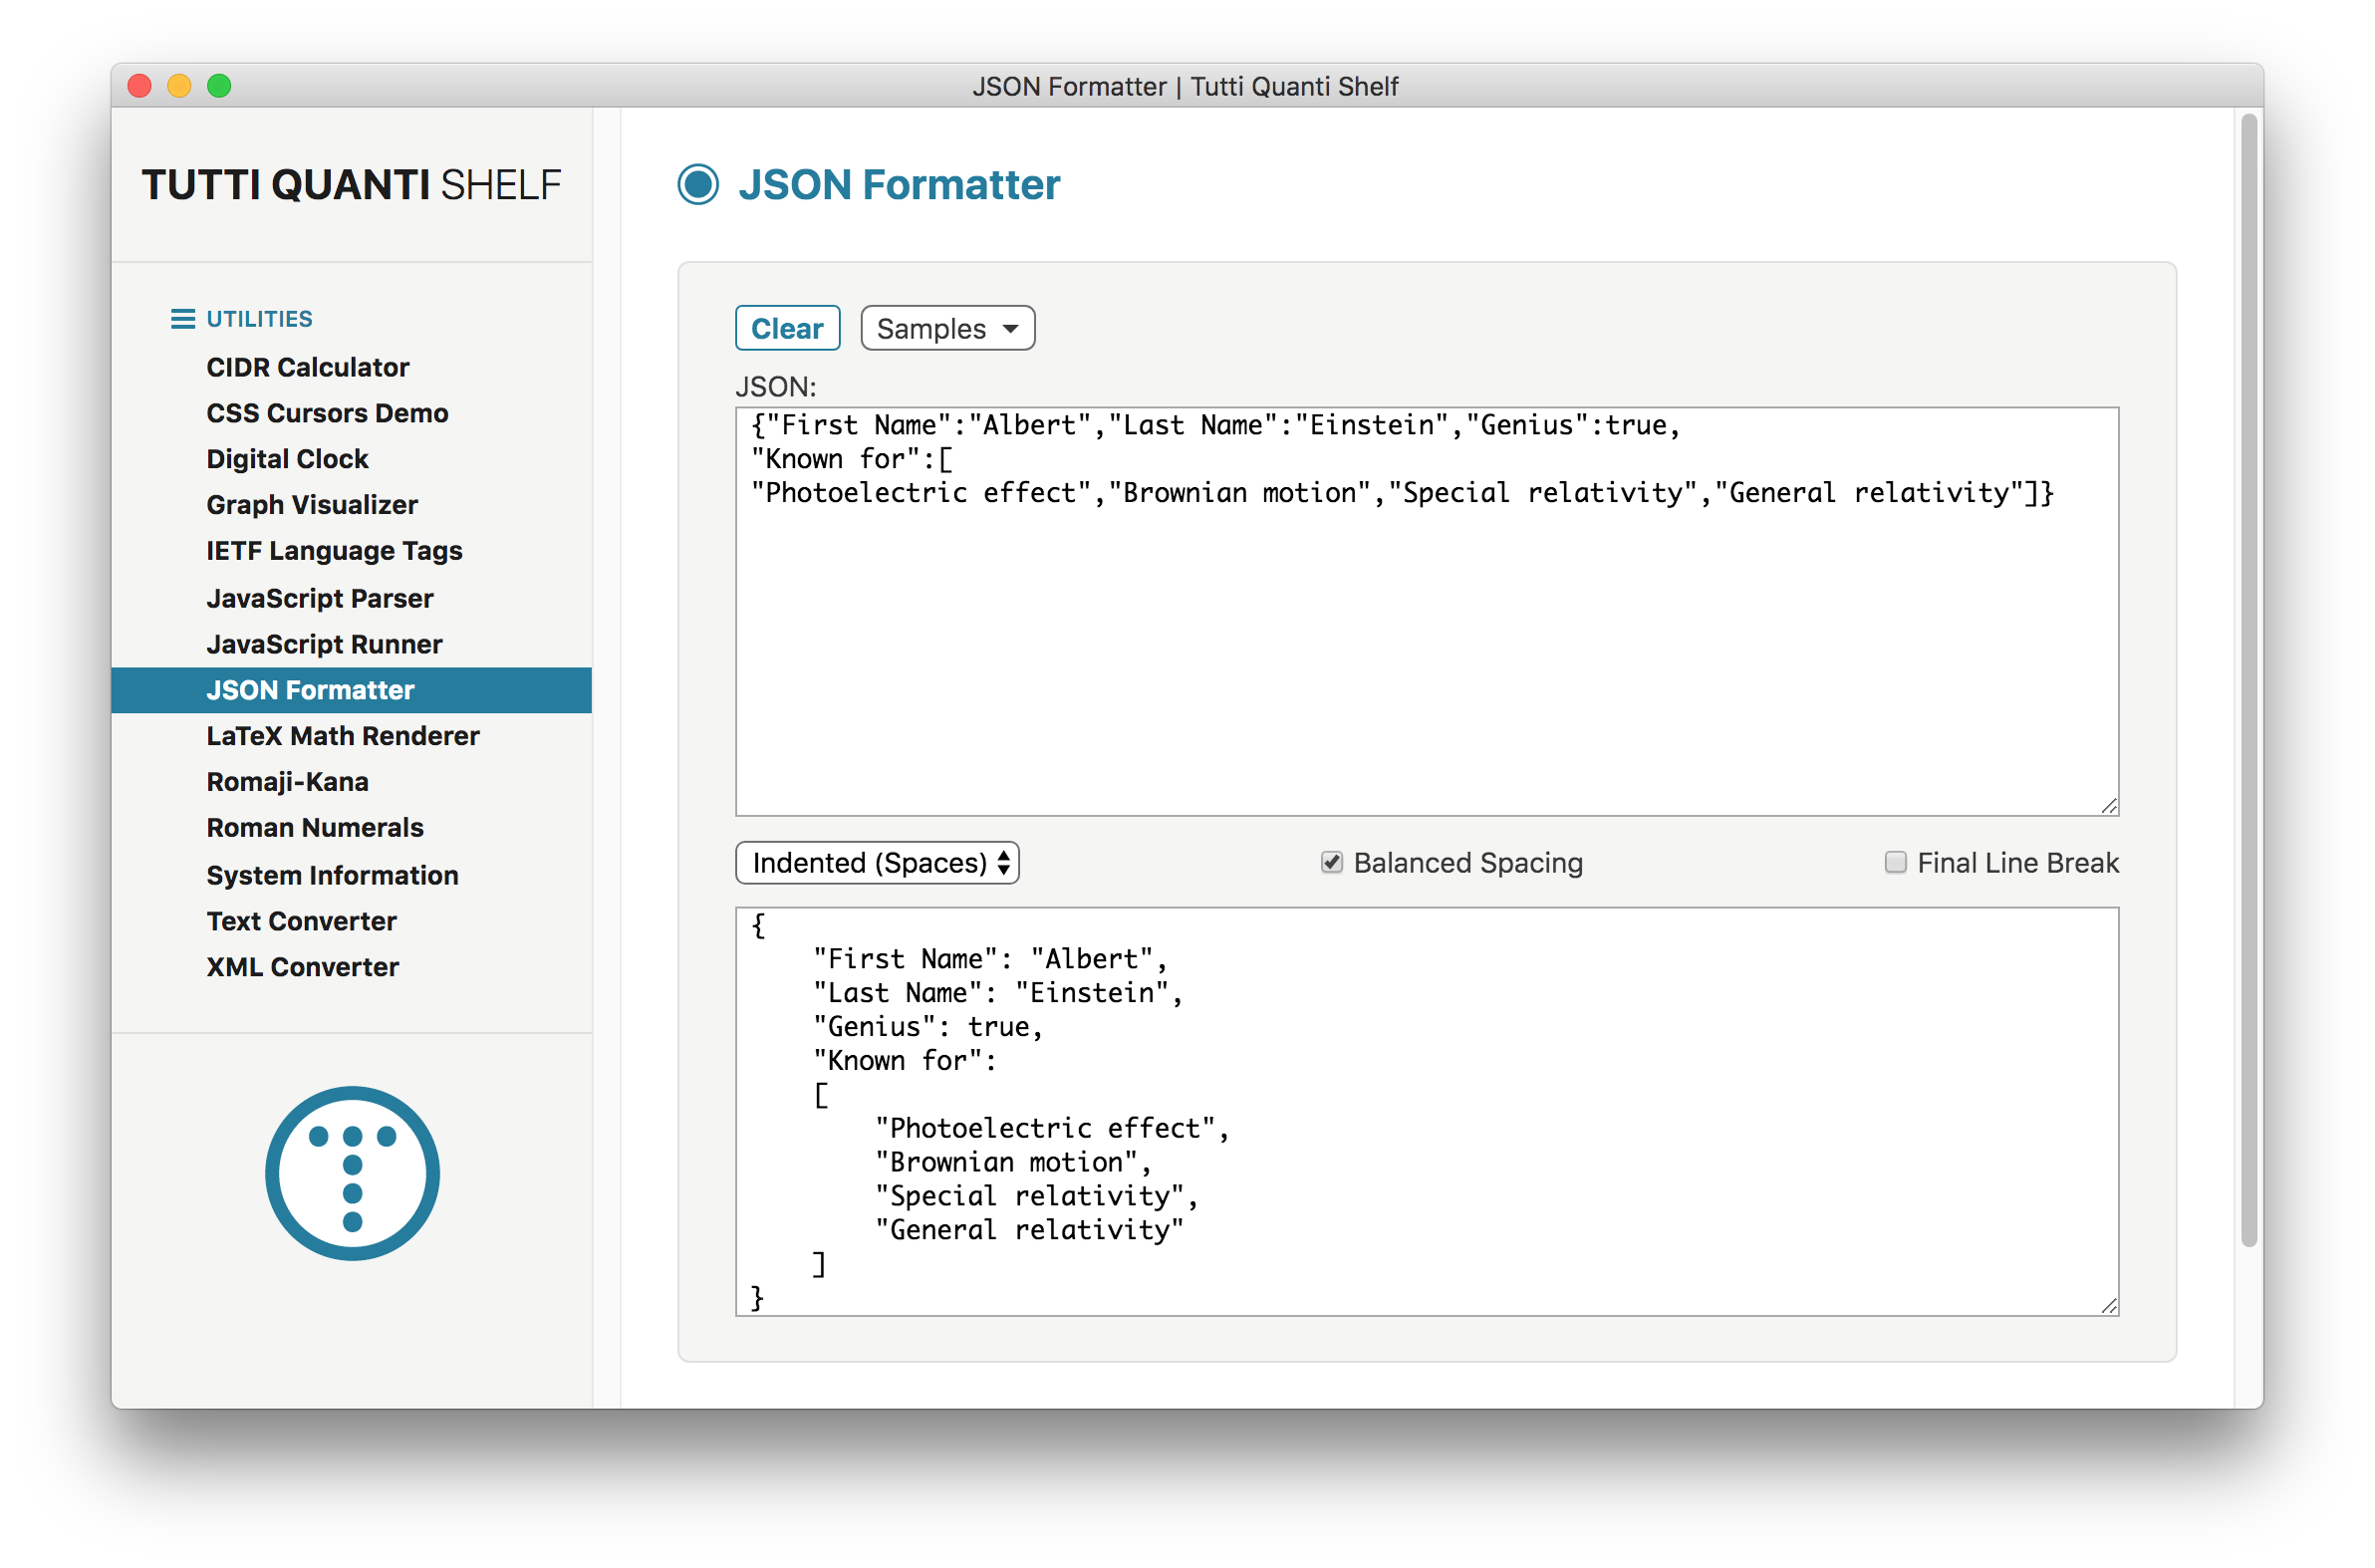 JSON Formatter | Tutti Quanti Shelf
TUTTI QUANTI SHELF
UTILITIES
CIDR Calculator
CSS Cursors Demo
Digital Clock
Graph Visualizer
IETF Language Tags
JavaScript Parser
JavaScript Runner
JSON Formatter
LaTeX Math Renderer
Romaji-Kana
Roman Numerals
System Information
Text Converter
XML Converter
JSON Formatter
Clear Samples
JSON:
{"First Name":"Albert","Last Name":"Einstein","Genius":true,
"Known for":[
"Photoelectric effect","Brownian motion","Special relativity","General relativity"]}
Indented (Spaces) Balanced Spacing Final Line Break
{
    "First Name": "Albert",
    "Last Name": "Einstein",
    "Genius": true,
    "Known for":
    [
        "Photoelectric effect",
        "Brownian motion",
        "Special relativity",
        "General relativity"
    ]
}